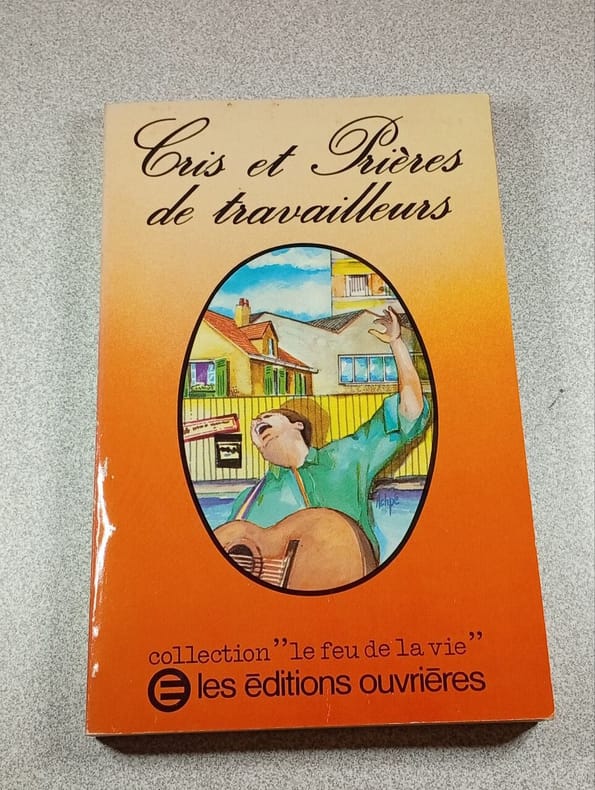 Cris et Prières
de travailleurs
collection "le feu de la vie"
les éditions ouvrières